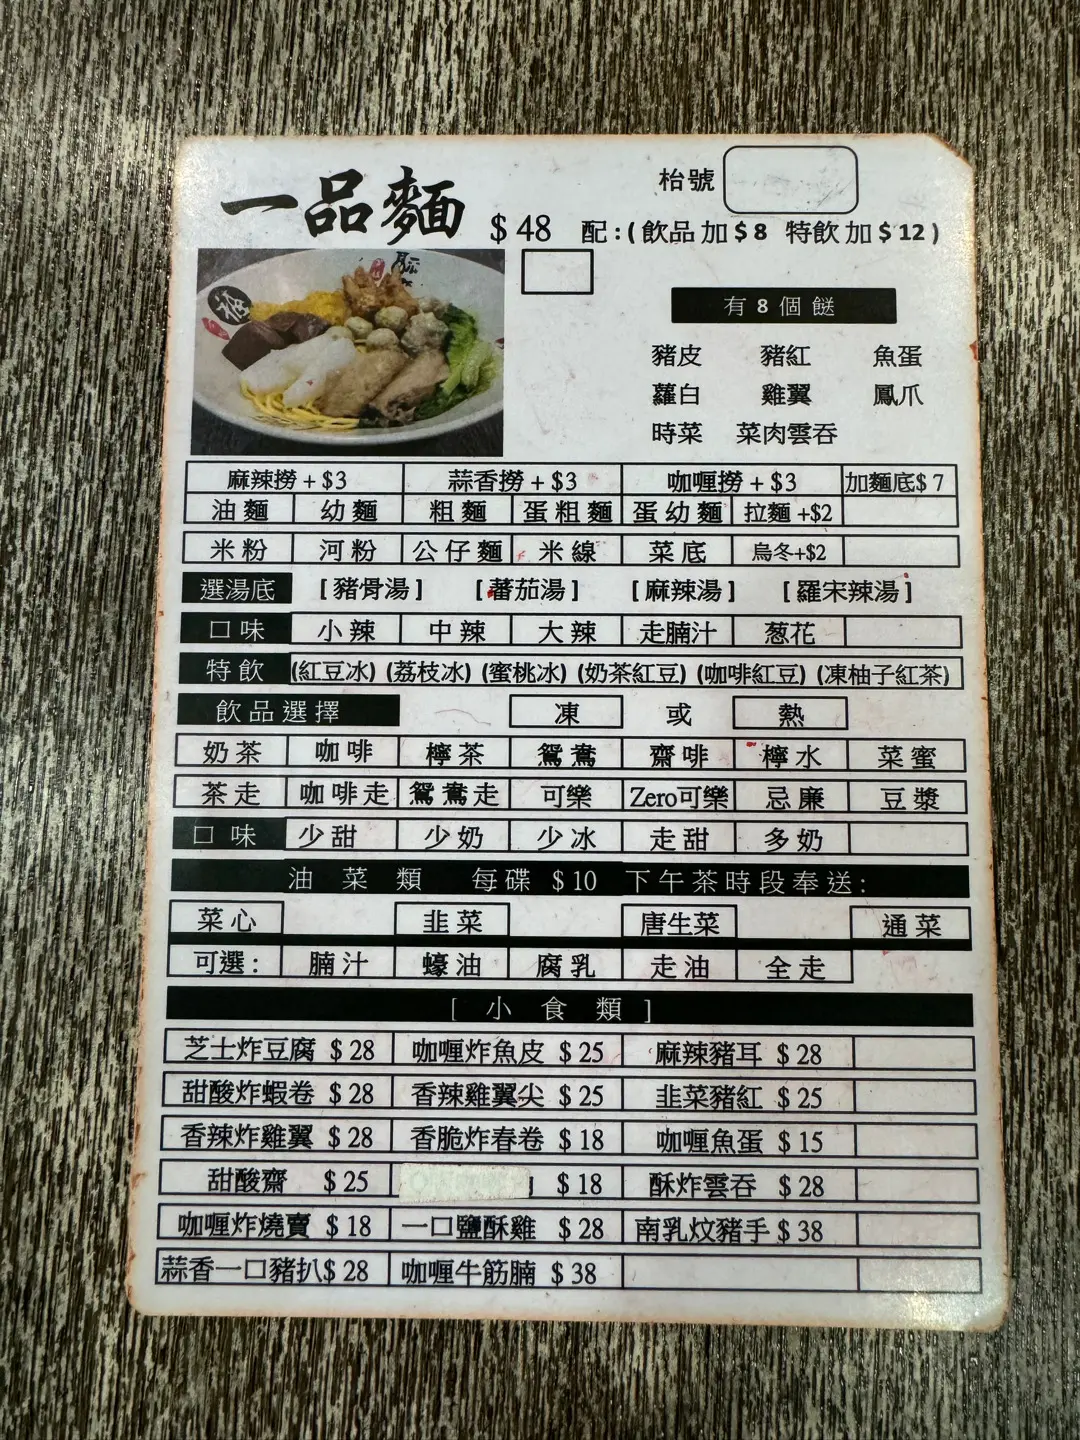 一品麵 $48 配:(飲品加$8 特飲加$12)
枱號
有8個餸
豬皮 豬紅 魚蛋
蘿白 雞翼 鳳爪
時菜 菜肉雲吞
麻辣撈+$3 蒜香撈+$3 咖喱撈+$3 加麵底$7
油麵 幼麵 粗麵 蛋粗麵 蛋幼麵 拉麵+$2
米粉 河粉 公仔麵 米線 菜底 烏冬+$2
選湯底 [豬骨湯] [蕃茄湯] [麻辣湯] [羅宋辣湯]
口味 小辣 中辣 大辣 走腩汁 葱花
特飲 (紅豆冰) (荔枝冰) (蜜桃冰) (奶茶紅豆) (咖啡紅豆) (凍柚子紅茶)
飲品選擇 凍 或 熱
奶茶 咖啡 檸茶 鴛鴦 齋啡 檸水 菜蜜
茶走 咖啡走 鴛鴦走 可樂 Zero可樂 忌廉 豆漿
口味 少甜 少奶 少冰 走甜 多奶
油菜類 每碟 $10 下午茶時段奉送:
菜心 韭菜 唐生菜 通菜
可選: 腩汁 蠔油 腐乳 走油 全走
[小食類]
芝士炸豆腐 $28 咖喱炸魚皮 $25 麻辣豬耳 $28
甜酸炸蝦卷 $28 香辣雞翼尖 $25 韭菜豬紅 $25
香辣炸雞翼 $28 香脆炸春卷 $18 咖喱魚蛋 $15
甜酸齋 $25 $18 酥炸雲吞 $28
咖喱炸燒賣 $18 一口鹽酥雞 $28 南乳炆豬手 $38
蒜香一口豬扒$28 咖喱牛筋腩 $38